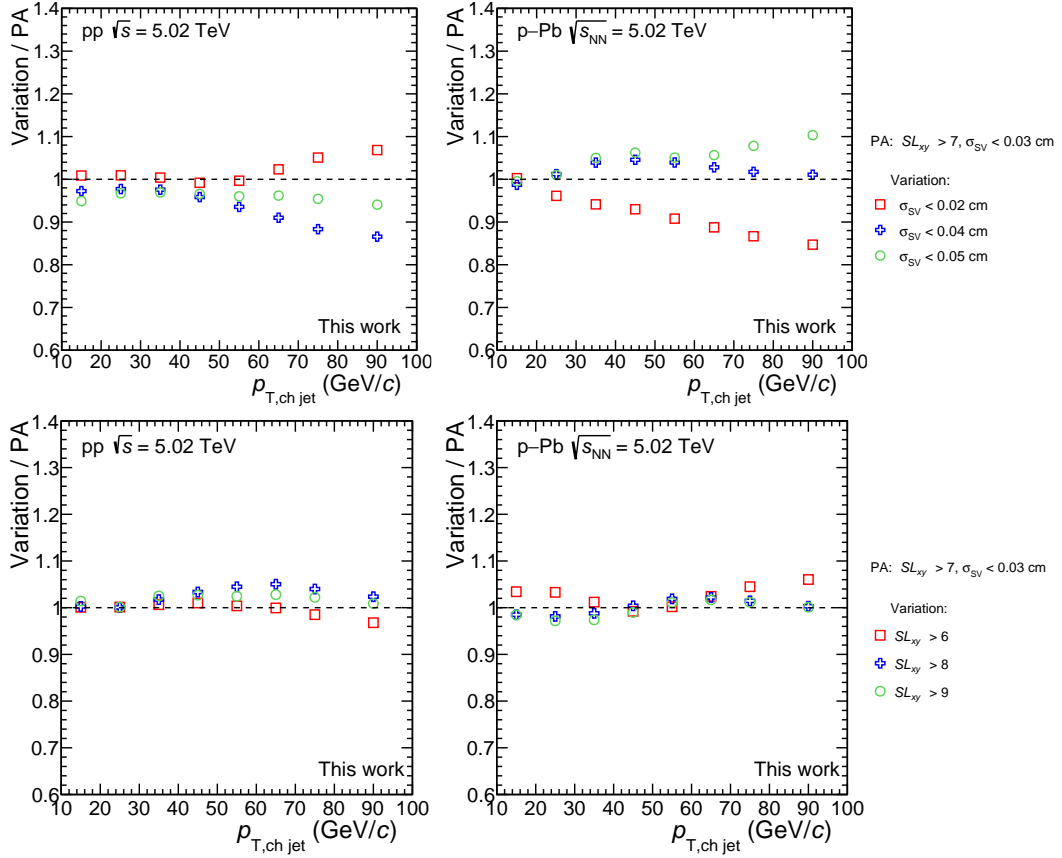 pp √s = 5.02 TeV
Variation / PA
1.4
1.3
1.2
1.1
1
0.9
0.8
0.7
0.6
This work
10 20 30 40 50 60 70 80 90 100
p_T,ch jet (GeV/c)
p−Pb √s_NN = 5.02 TeV
Variation / PA
1.4
1.3
1.2
1.1
1
0.9
0.8
0.7
0.6
This work
10 20 30 40 50 60 70 80 90 100
p_T,ch jet (GeV/c)
PA: SL_xy > 7, σ_SV < 0.03 cm
Variation:
σ_SV < 0.02 cm
σ_SV < 0.04 cm
σ_SV < 0.05 cm
pp √s = 5.02 TeV
Variation / PA
1.4
1.3
1.2
1.1
1
0.9
0.8
0.7
0.6
This work
10 20 30 40 50 60 70 80 90 100
p_T,ch jet (GeV/c)
p−Pb √s_NN = 5.02 TeV
Variation / PA
1.4
1.3
1.2
1.1
1
0.9
0.8
0.7
0.6
This work
10 20 30 40 50 60 70 80 90 100
p_T,ch jet (GeV/c)
PA: SL_xy > 7, σ_SV < 0.03 cm
Variation:
SL_xy > 6
SL_xy > 8
SL_xy > 9